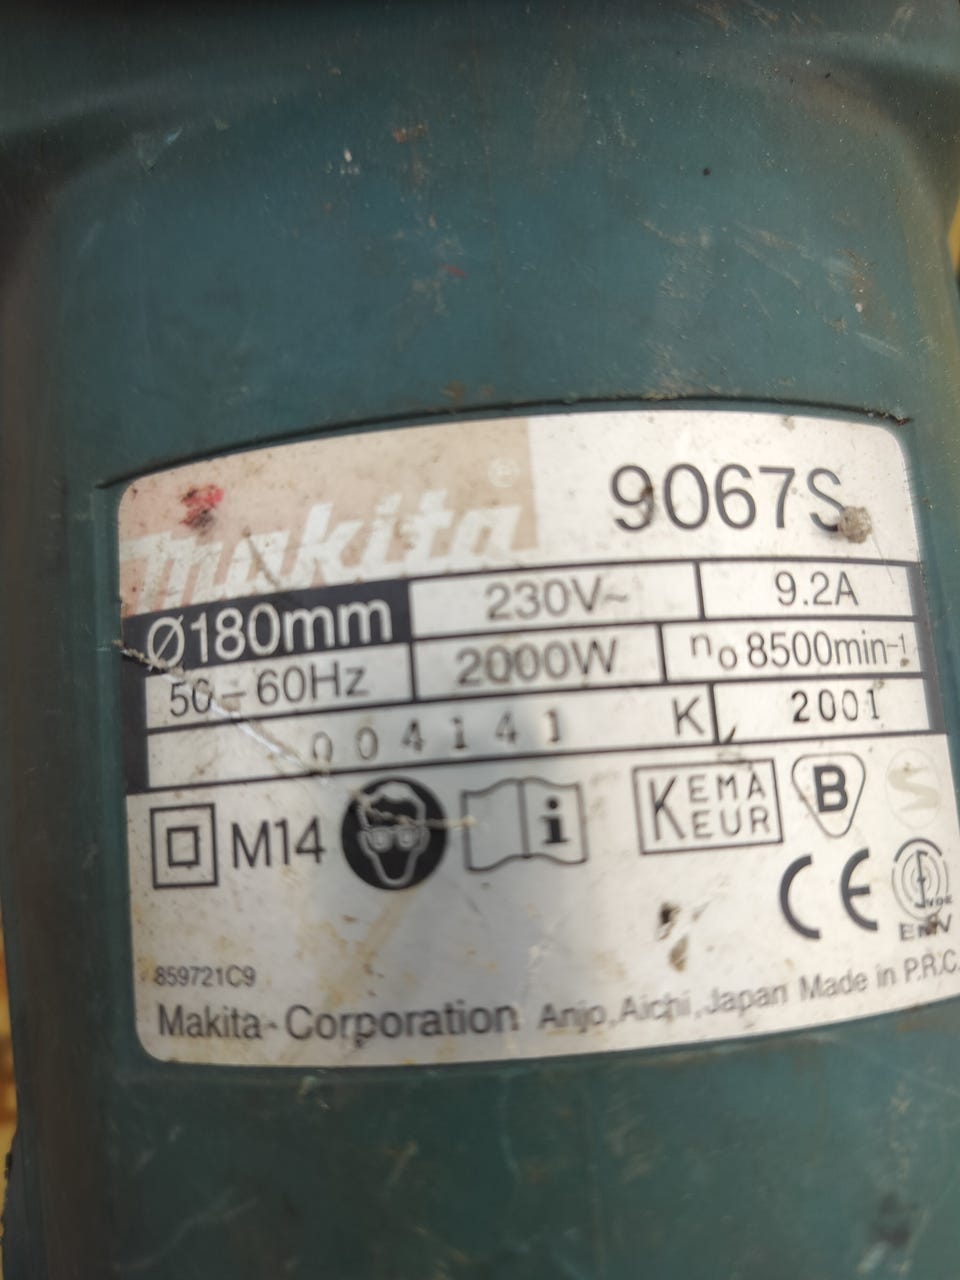 makita
9067S
Ø180mm 230V~ 9.2A
50-60Hz 2000W n₀ 8500min⁻¹
004141 K 2001
M14 i KEMA KEUR B S
CE VDE
859721C9
Makita Corporation Anjo, Aichi, Japan Made in P.R.C.